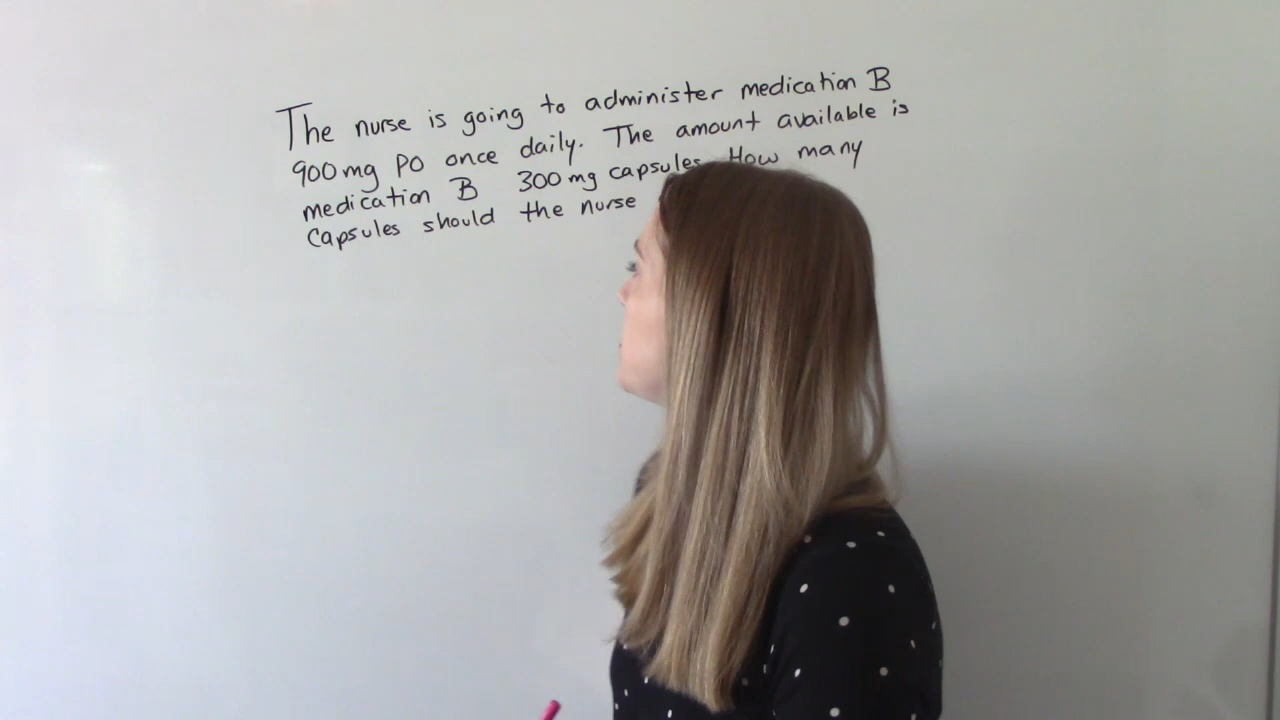 The nurse is going to administer medication B
900mg PO once daily. The amount available is
medication B 300mg capsules. How many
Capsules should the nurse